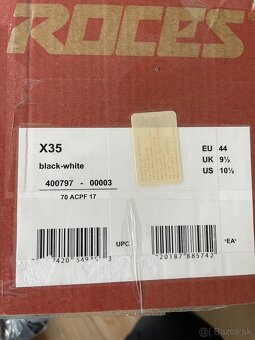 ROCES
X35
black-white
400797 - 00003
70 ACPF 17
EU 44
UK 9½
US 10½
UPC
'EA'
20187 885742
bazos.sk